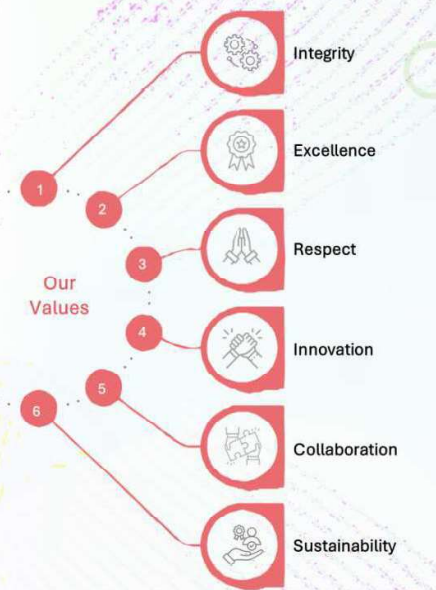 Our
Values
1
Integrity
2
Excellence
3
Respect
4
Innovation
5
Collaboration
6
Sustainability